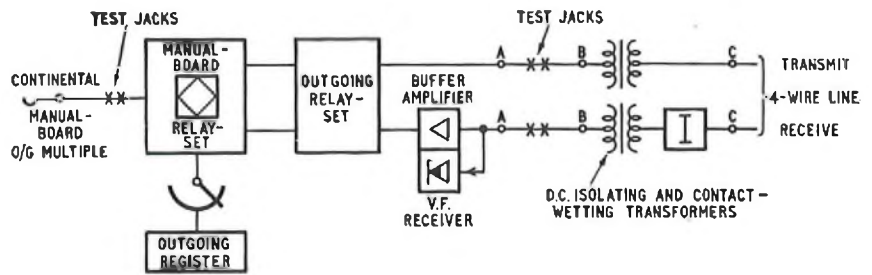 TEST JACKS
TEST JACKS
CONTINENTAL
MANUAL-
BOARD
O/G MULTIPLE
MANUAL-
BOARD
RELAY-
SET
OUTGOING
RELAY-
SET
BUFFER
AMPLIFIER
V.F.
RECEIVER
A
B
C
TRANSMIT
4-WIRE LINE
A
B
I
C
RECEIVE
D.C. ISOLATING AND CONTACT-
WETTING TRANSFORMERS
OUTGOING
REGISTER